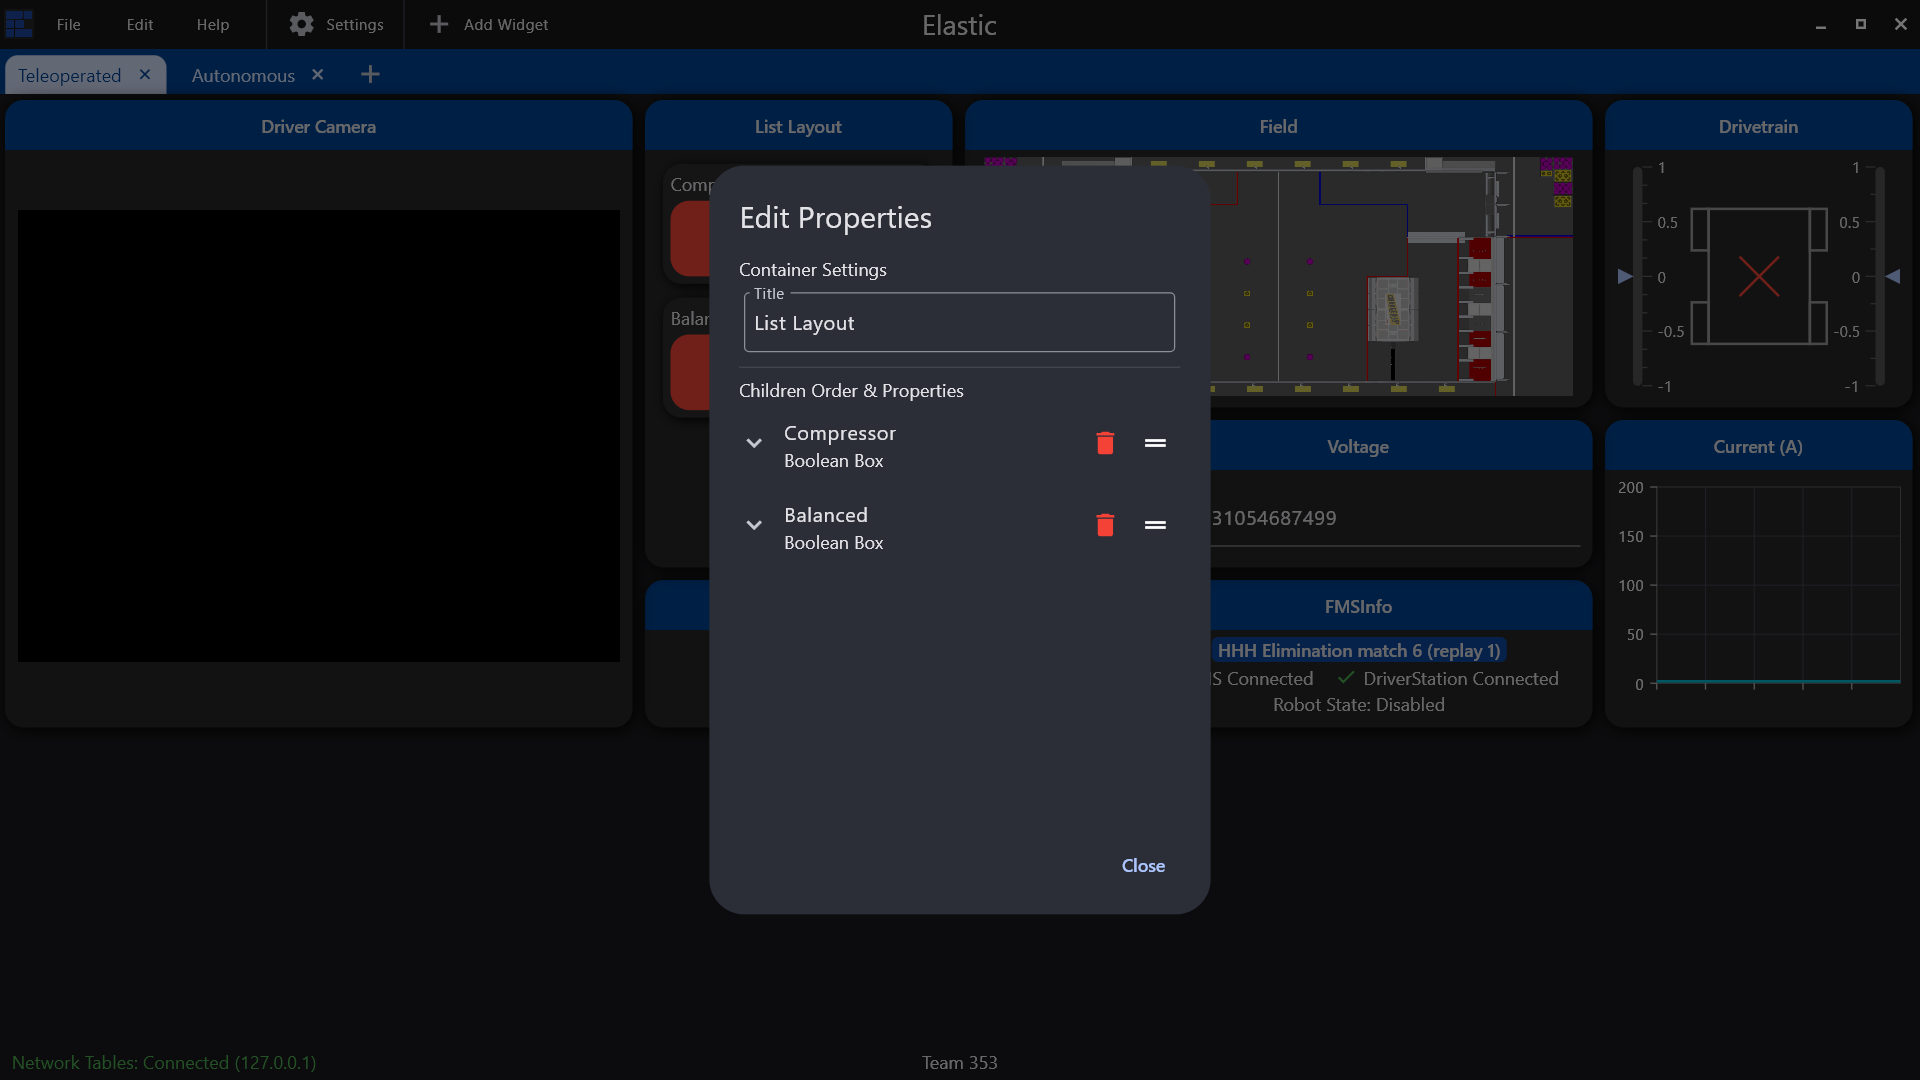 File Edit Help Settings Add Widget Elastic
Teleoperated Autonomous
Driver Camera
List Layout
Field
Drivetrain
Edit Properties
Container Settings
Title
List Layout
Children Order & Properties
Compressor
Boolean Box
Balanced
Boolean Box
Close
1 1
0.5 0.5
0 0
-0.5 -0.5
-1 -1
Voltage
31054687499
Current (A)
200
150
100
50
0
FMSInfo
HHH Elimination match 6 (replay 1)
S Connected DriverStation Connected
Robot State: Disabled
Network Tables: Connected (127.0.0.1)
Team 353